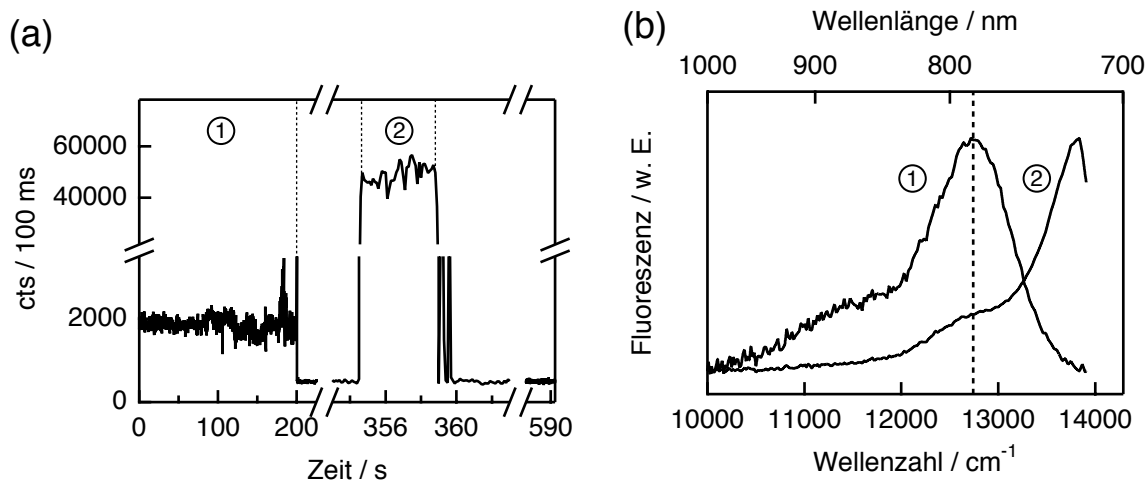 (a)
①
②
60000
40000
2000
0
cts / 100 ms
0 100 200 356 360 590
Zeit / s
(b)
Wellenlänge / nm
1000 900 800 700
①
②
Fluoreszenz / w. E.
10000 11000 12000 13000 14000
Wellenzahl / cm⁻¹